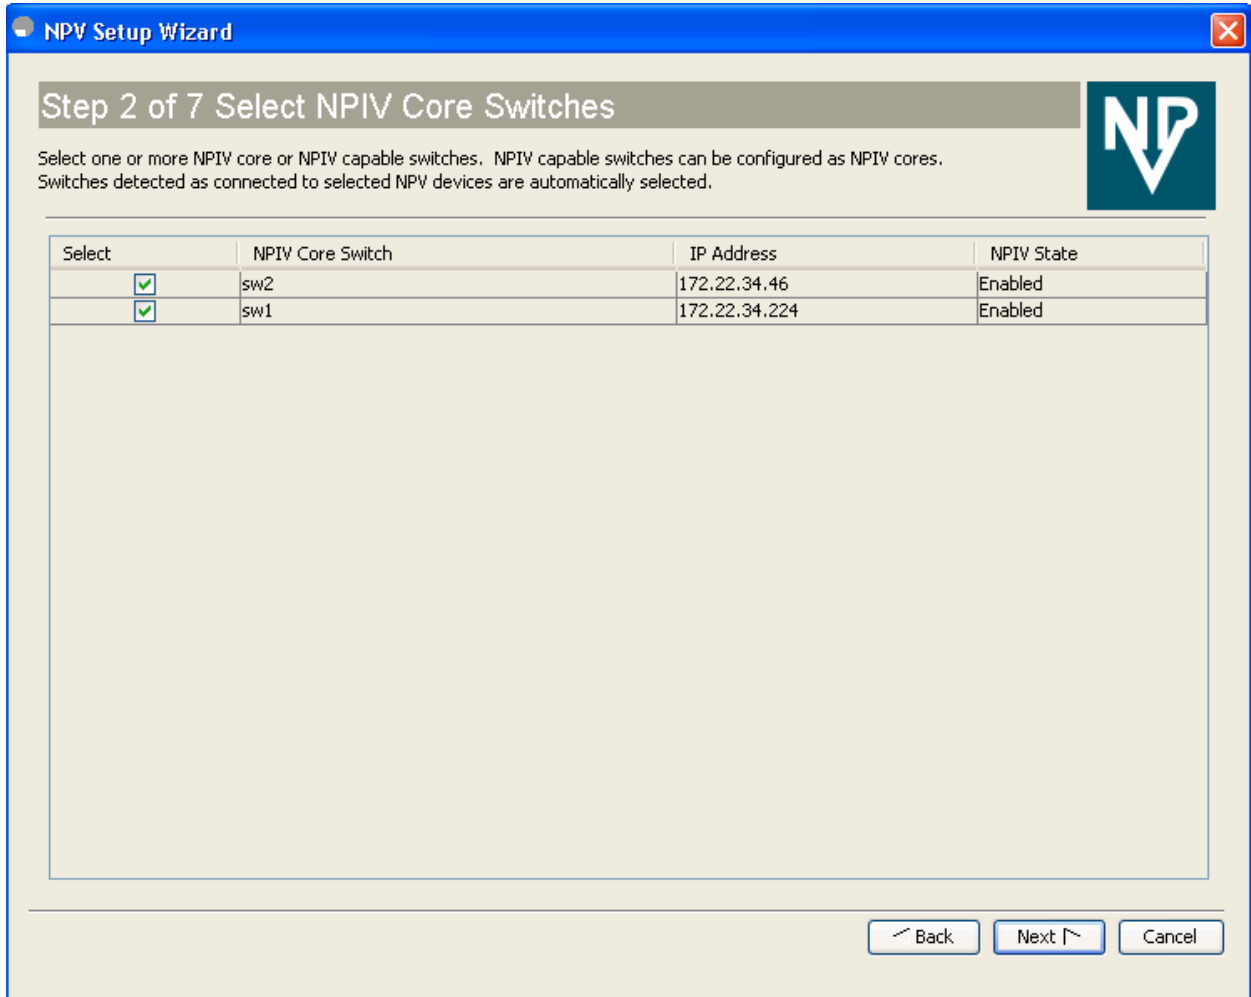 NPV Setup Wizard
Step 2 of 7 Select NPIV Core Switches
NPV
Select one or more NPIV core or NPIV capable switches. NPIV capable switches can be configured as NPIV cores.
Switches detected as connected to selected NPV devices are automatically selected.
Select NPIV Core Switch IP Address NPIV State
sw2 172.22.34.46 Enabled
sw1 172.22.34.224 Enabled
Back Next Cancel